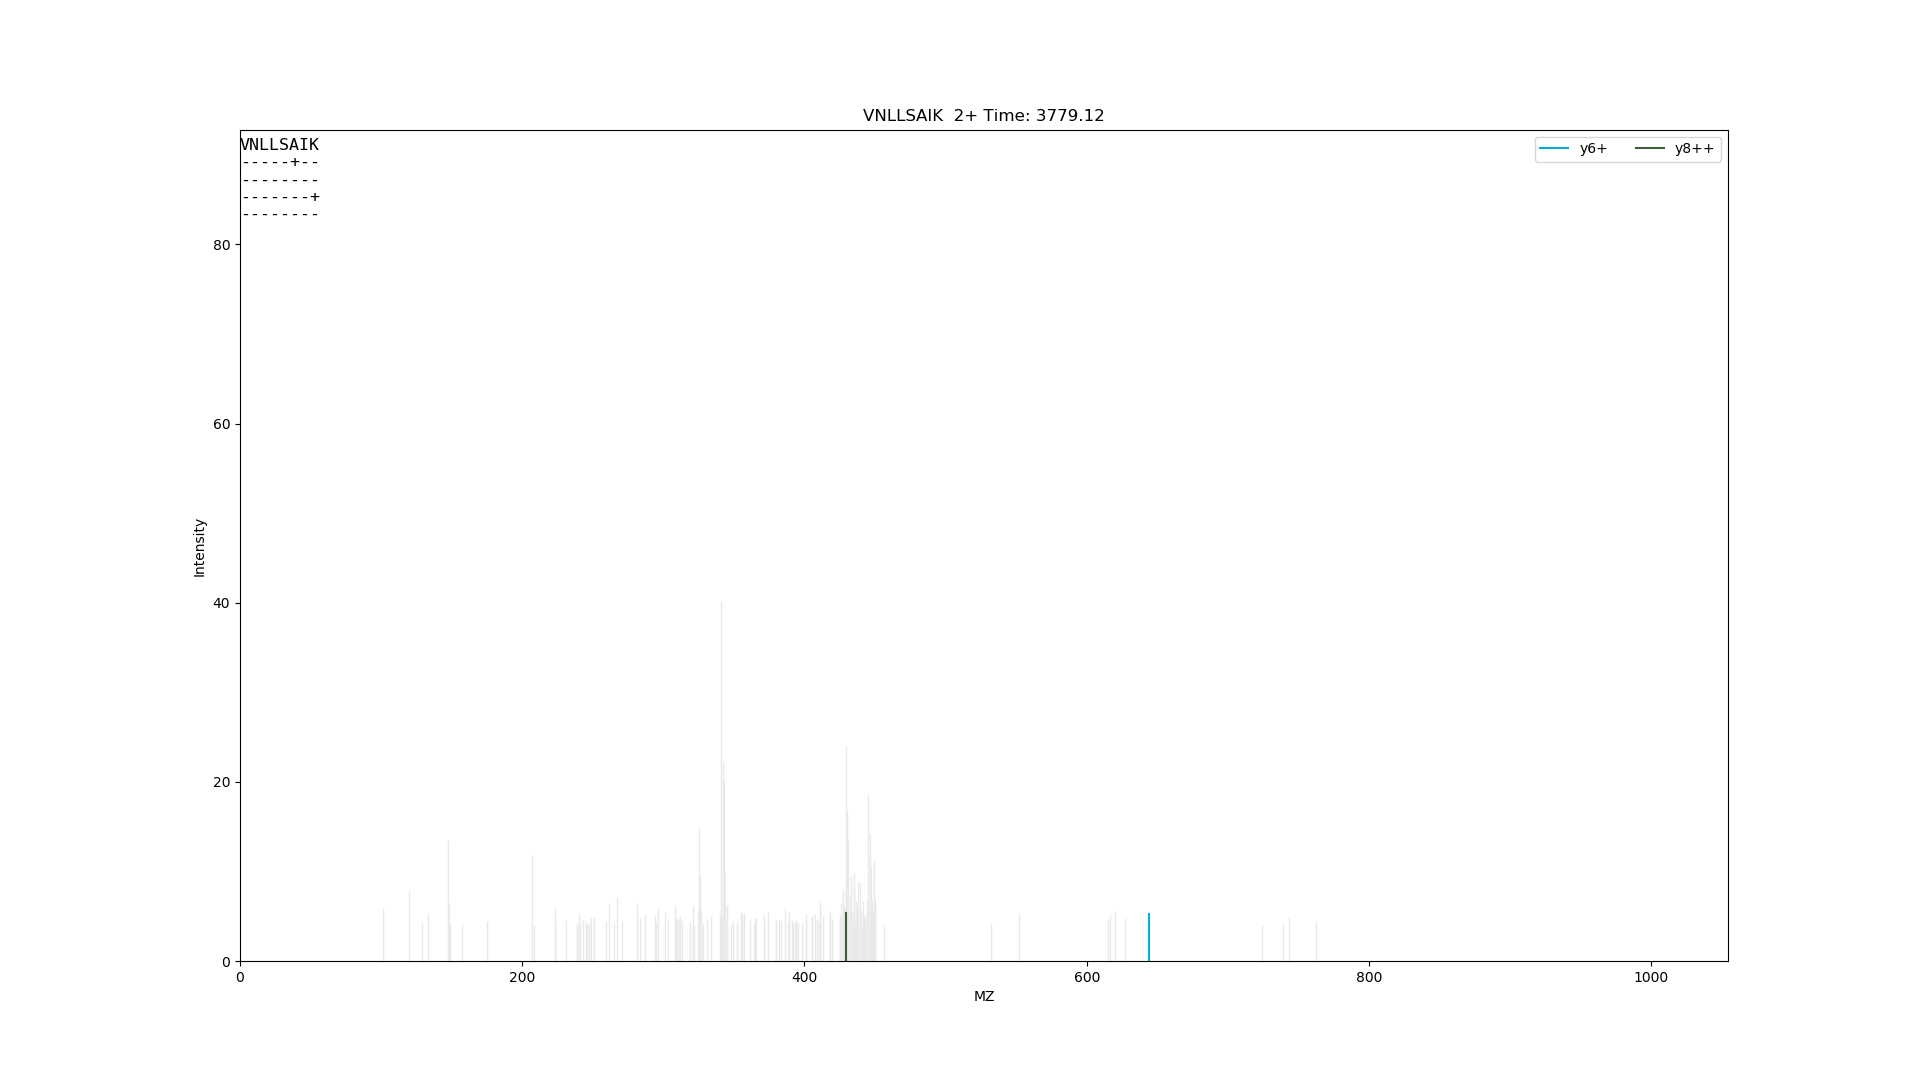 VNLLSAIK  2+ Time: 3779.12
VNLLSAIK
-----+--
--------
-------+
--------
y6+
y8++
80
60
40
20
0
Intensity
0
200
400
600
800
1000
MZ